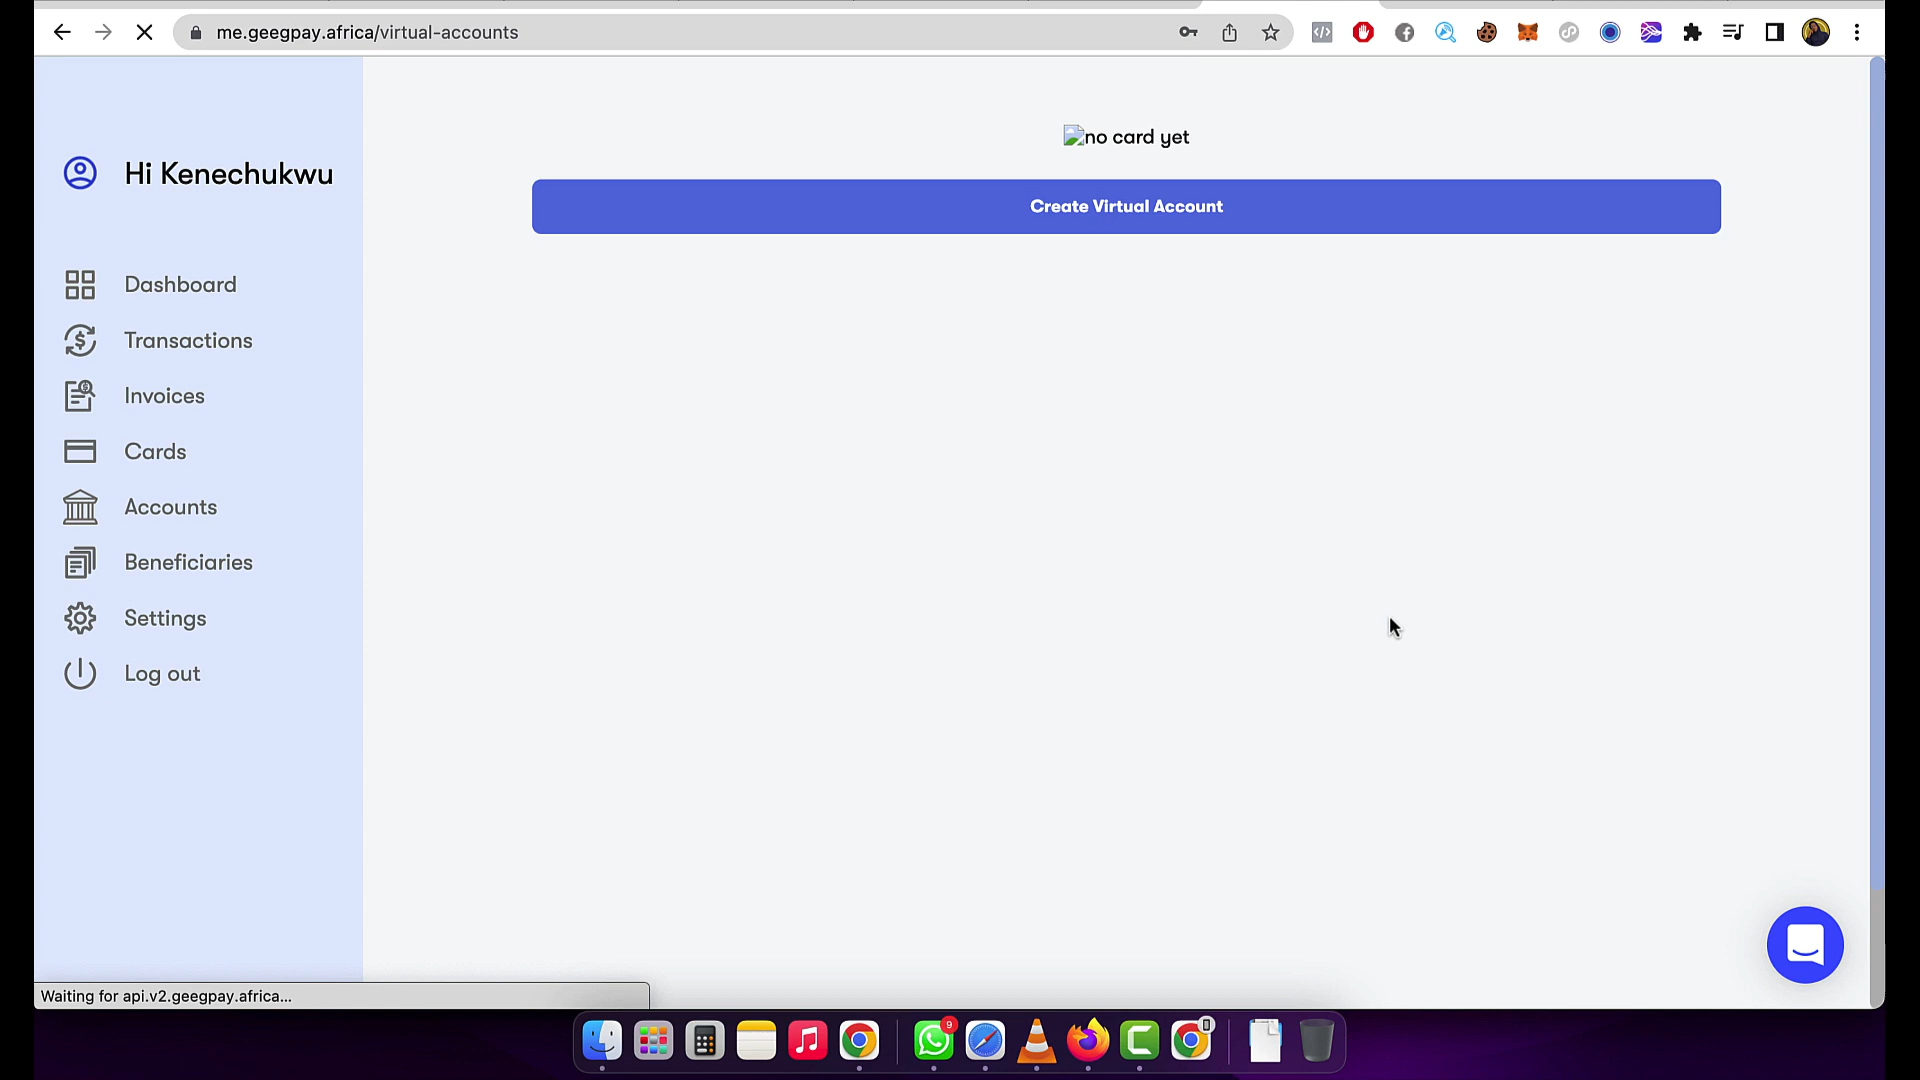 me.geegpay.africa/virtual-accounts
Hi Kenechukwu
no card yet
Create Virtual Account
Dashboard
Transactions
Invoices
Cards
Accounts
Beneficiaries
Settings
Log out
Waiting for api.v2.geegpay.africa...
9